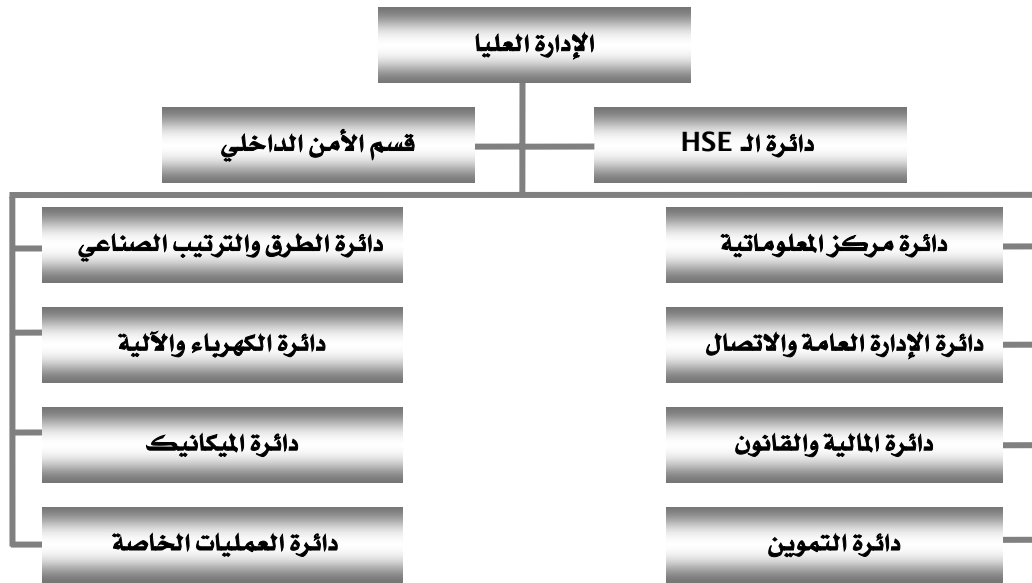 الإدارة العليا
دائرة الـ HSE
قسم الأمن الداخلي
دائرة مركز المعلوماتية
دائرة الطرق والترتيب الصناعي
دائرة الإدارة العامة والاتصال
دائرة الكهرباء والآلية
دائرة المالية والقانون
دائرة الميكانيك
دائرة التموين
دائرة العمليات الخاصة